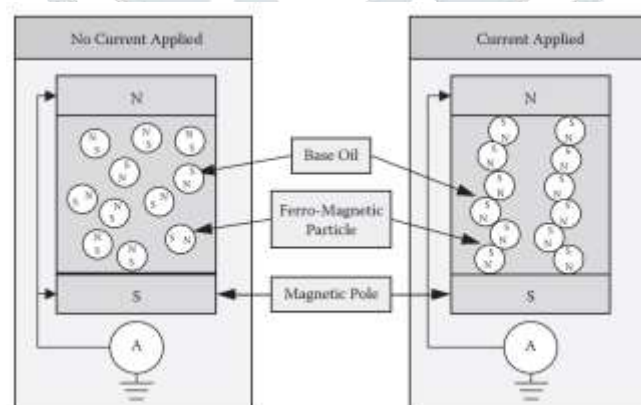 No Current Applied
Current Applied
N
N
N S
N S
N S
S N
S N
S N
N S
S N
N S
S N
N S
S N
S N
S N
S N
S N
S N
S N
S N
S N
S N
S N
S N
Base Oil
Ferro-Magnetic
Particle
Magnetic Pole
S
S
A
A